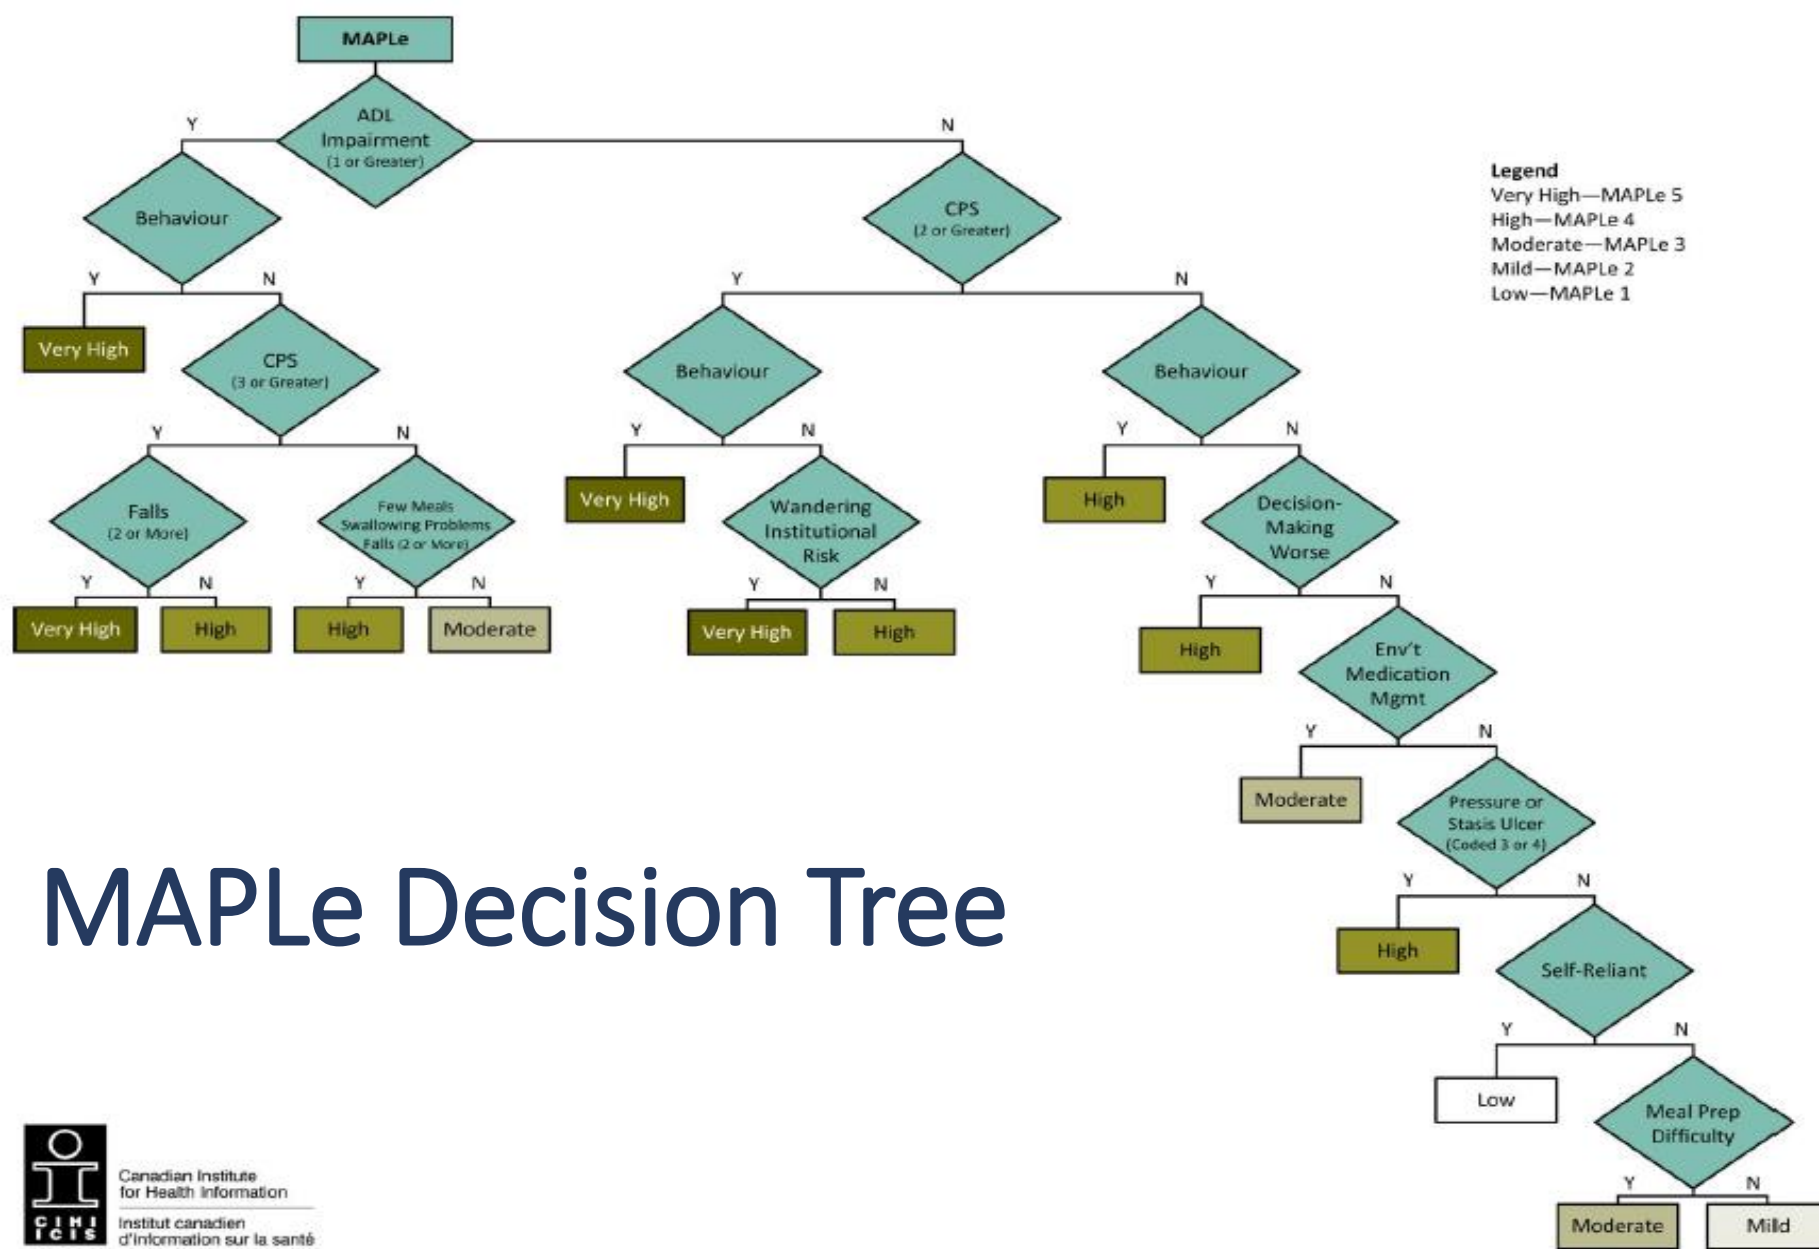 MAPLe
ADL
Impairment
(1 or Greater)
Y
N
Behaviour
CPS
(2 or Greater)
Legend
Very High—MAPLe 5
High—MAPLe 4
Moderate—MAPLe 3
Mild—MAPLe 2
Low—MAPLe 1
Y
N
Y
N
Very High
CPS
(3 or Greater)
Behaviour
Behaviour
Y
N
Y
N
Y
N
Falls
(2 or More)
Few Meals
Swallowing Problems
Falls (2 or More)
Very High
Wandering
Institutional
Risk
High
Decision-
Making
Worse
Y
N
Y
N
Y
N
Y
N
Very High
High
High
Moderate
Very High
High
High
Env't
Medication
Mgmt
Y
N
Moderate
Pressure or
Stasis Ulcer
(Coded 3 or 4)
MAPLe Decision Tree
Y
N
High
Self-Reliant
Y
N
Low
Meal Prep
Difficulty
Y
N
Moderate
Mild
Canadian Institute
for Health Information
CIHI
ICIS
Institut canadien
d'information sur la santé